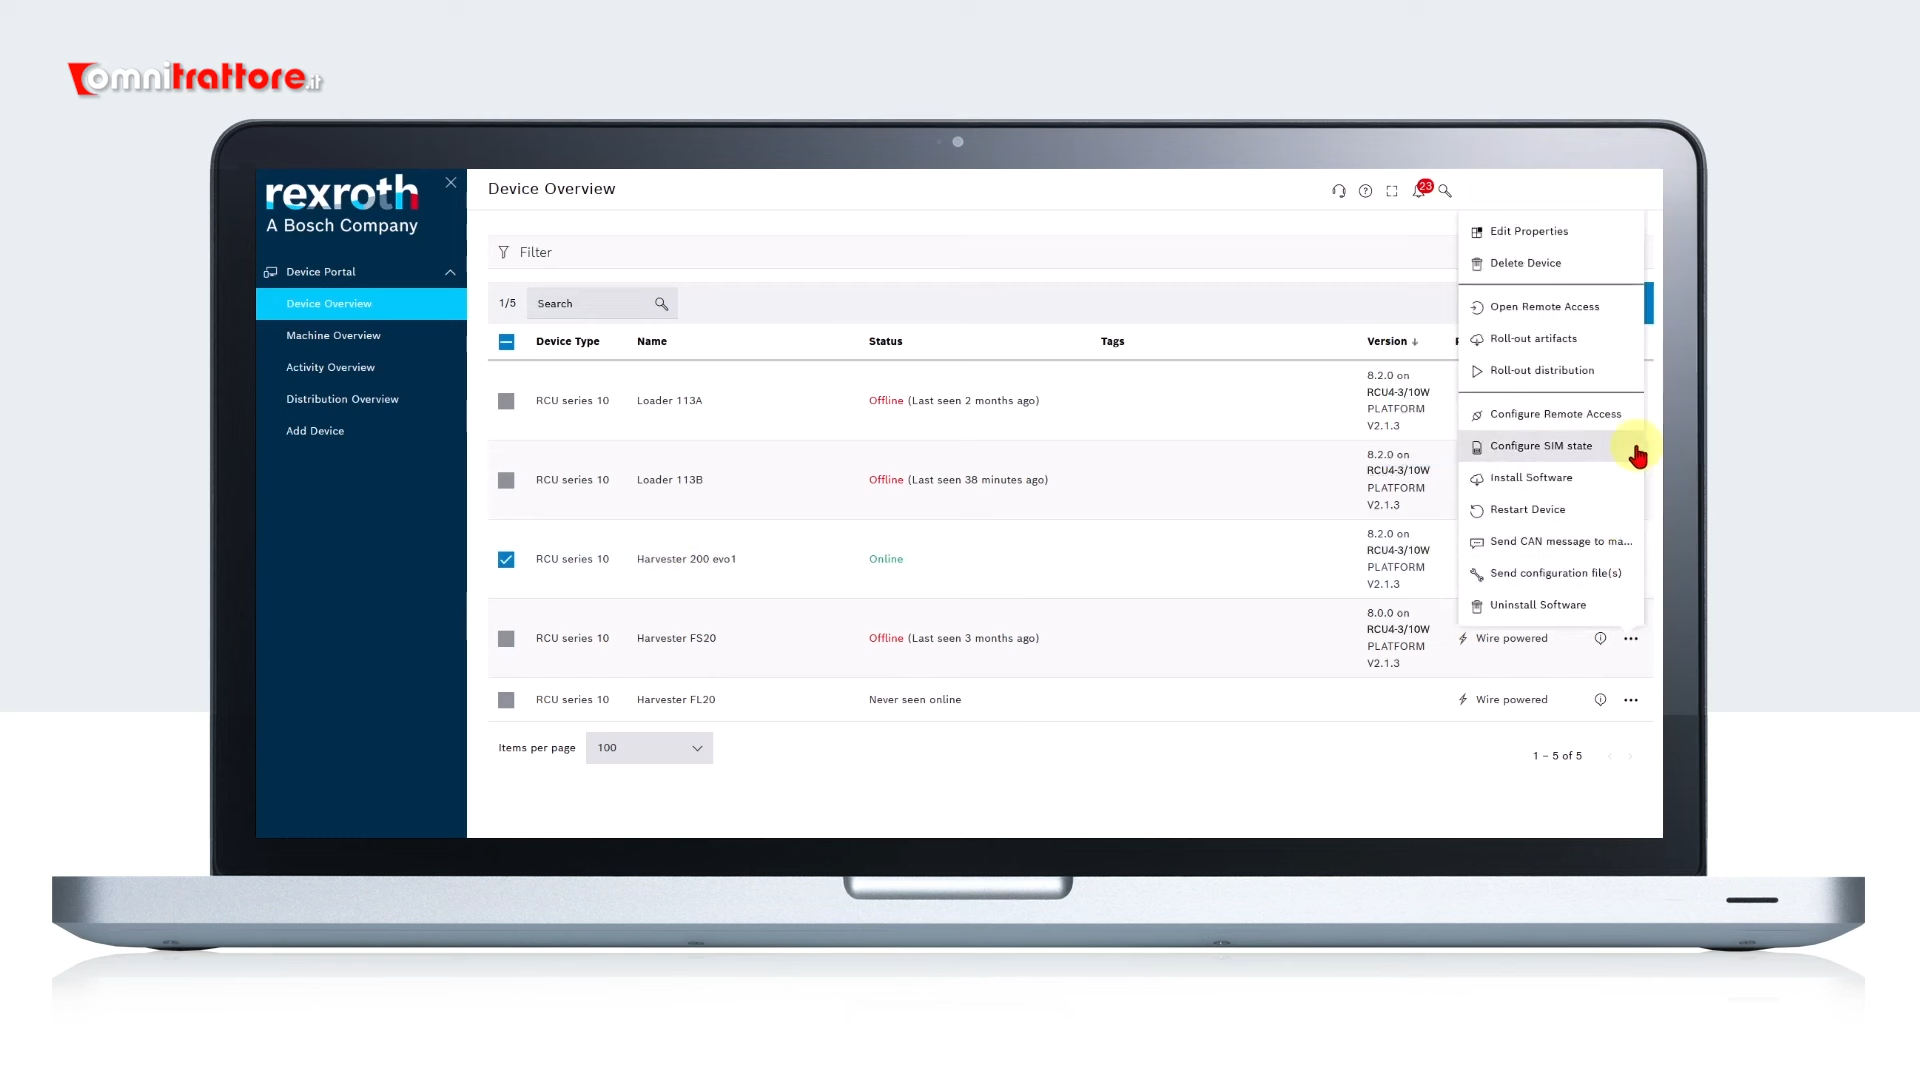 omnitrattore.it
rexroth
A Bosch Company
Device Overview
23
Device Portal
Device Overview
Machine Overview
Activity Overview
Distribution Overview
Add Device
Filter
1/5 Search
Device Type Name Status Tags Version
RCU series 10 Loader 113A Offline (Last seen 2 months ago) 8.2.0 on
RCU4-3/10W
PLATFORM
V2.1.3
RCU series 10 Loader 113B Offline (Last seen 38 minutes ago) 8.2.0 on
RCU4-3/10W
PLATFORM
V2.1.3
RCU series 10 Harvester 200 evo1 Online 8.2.0 on
RCU4-3/10W
PLATFORM
V2.1.3
RCU series 10 Harvester FS20 Offline (Last seen 3 months ago) 8.0.0 on
RCU4-3/10W
PLATFORM
V2.1.3
Wire powered
RCU series 10 Harvester FL20 Never seen online Wire powered
Items per page 100
1 – 5 of 5
Edit Properties
Delete Device
Open Remote Access
Roll-out artifacts
Roll-out distribution
Configure Remote Access
Configure SIM state
Install Software
Restart Device
Send CAN message to ma...
Send configuration file(s)
Uninstall Software